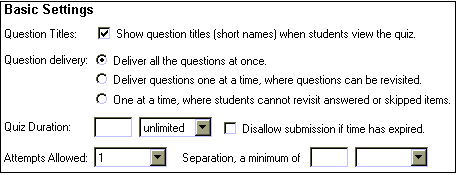 Basic Settings
Question Titles: Show question titles (short names) when students view the quiz.
Question delivery: Deliver all the questions at once.
Deliver questions one at a time, where questions can be revisited.
One at a time, where students cannot revisit answered or skipped items.
Quiz Duration: unlimited Disallow submission if time has expired.
Attempts Allowed: 1 Separation, a minimum of